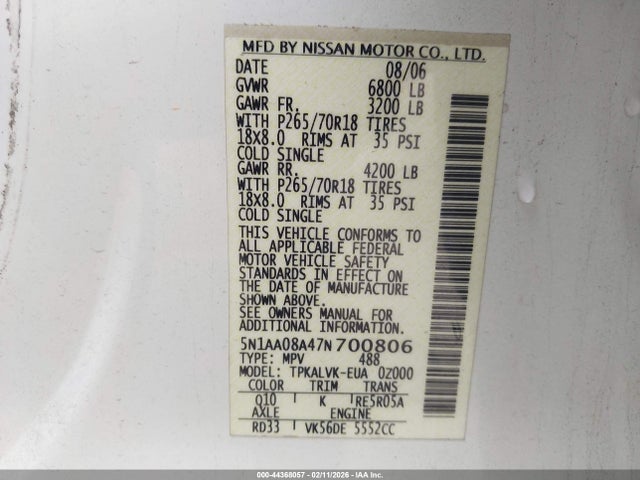 MFD BY NISSAN MOTOR CO., LTD.
DATE 08/06
GVWR 6800 LB
GAWR FR. 3200 LB
WITH P265/70R18 TIRES
18X8.0 RIMS AT 35 PSI
COLD SINGLE
GAWR RR. 4200 LB
WITH P265/70R18 TIRES
18X8.0 RIMS AT 35 PSI
COLD SINGLE
THIS VEHICLE CONFORMS TO
ALL APPLICABLE FEDERAL
MOTOR VEHICLE SAFETY
STANDARDS IN EFFECT ON
THE DATE OF MANUFACTURE
SHOWN ABOVE.
SEE OWNERS MANUAL FOR
ADDITIONAL INFORMATION.
5N1AA08A47N700806
TYPE: MPV 488
MODEL: TPKALVK-EUA 0Z000
COLOR TRIM TRANS
Q10 K RE5R05A
AXLE ENGINE
RD33 VK56DE 5552CC
000-44368057 - 02/11/2026 - IAA Inc.